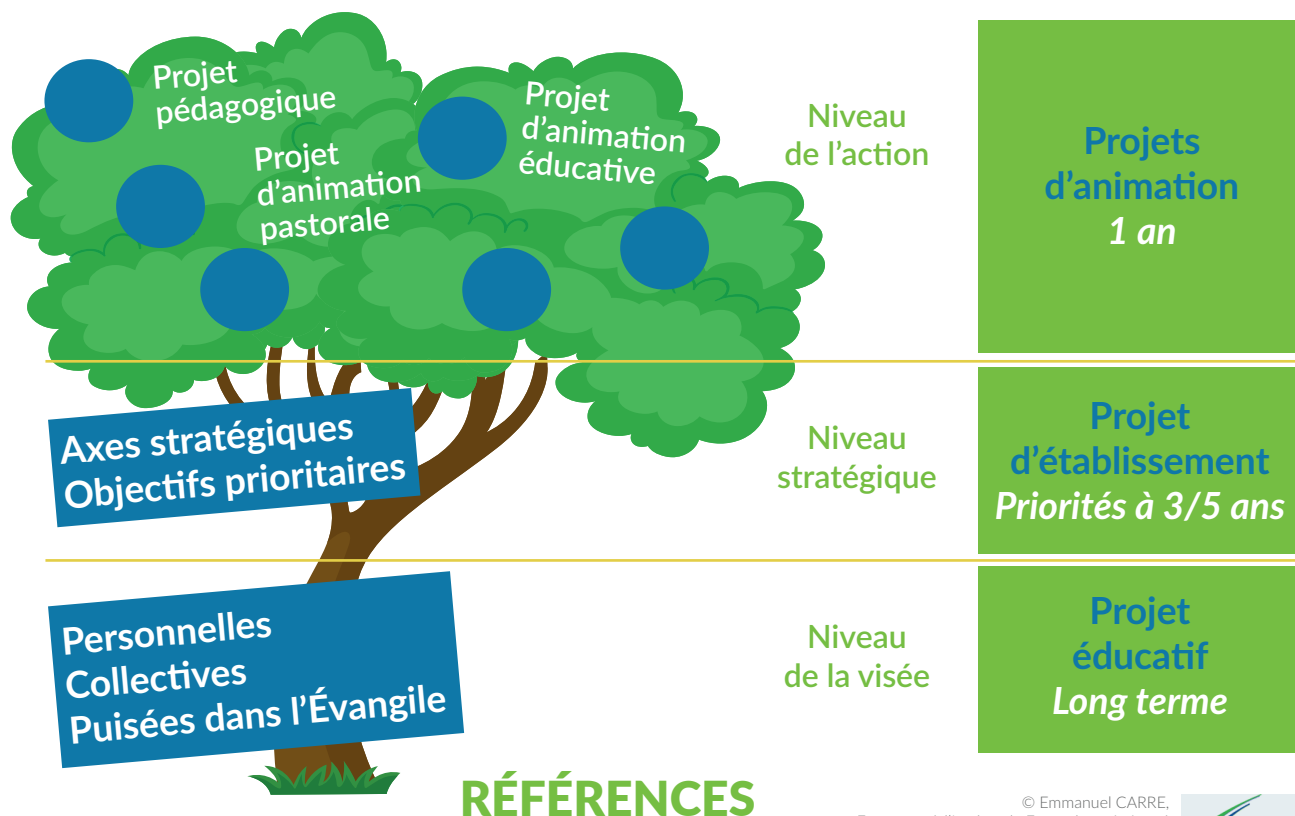 Projet
pédagogique
Projet
d'animation
pastorale
Projet
d'animation
éducative
Niveau
de l'action
Projets
d'animation
1 an
Axes stratégiques
Objectifs prioritaires
Niveau
stratégique
Projet
d'établissement
Priorités à 3/5 ans
Personnelles
Collectives
Puisées dans l'Évangile
Niveau
de la visée
Projet
éducatif
Long terme
RÉFÉRENCES
© Emmanuel CARRE,